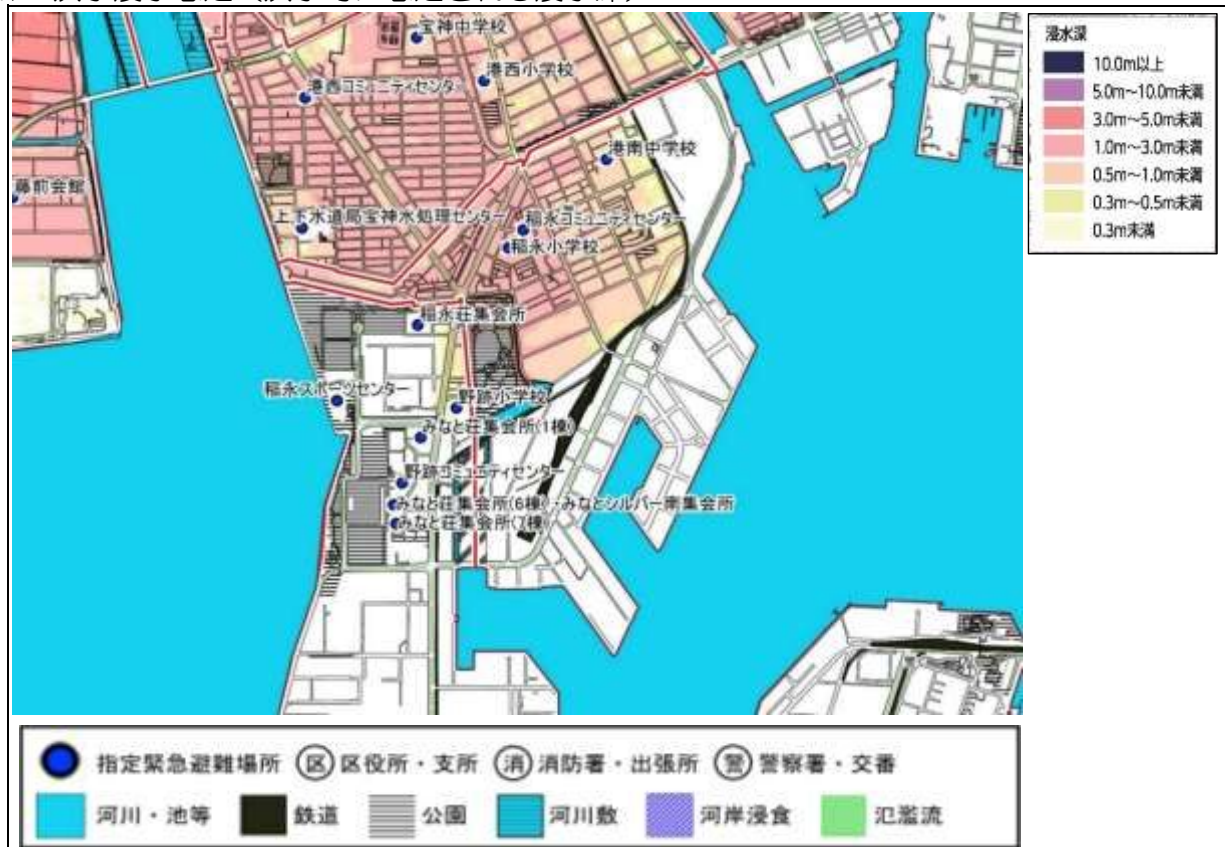 宝神中学校
港西小学校
港西コミュニティセンター
港南中学校
藤前会館
上下水道局宝神水処理センター
稲永コミュニティセンター
稲永小学校
稲永荘集会所
稲永スポーツセンター
野跡小学校
みなと荘集会所(1棟)
野跡コミュニティセンター
みなと荘集会所(6棟)・みなとシルバー南集会所
みなと荘集会所(7棟)
浸水深
10.0m以上
5.0m～10.0m未満
3.0m～5.0m未満
1.0m～3.0m未満
0.5m～1.0m未満
0.3m～0.5m未満
0.3m未満
指定緊急避難場所 区 区役所・支所 消 消防署・出張所 警 警察署・交番
河川・池等 鉄道 公園 河川敷 河岸浸食 氾濫流